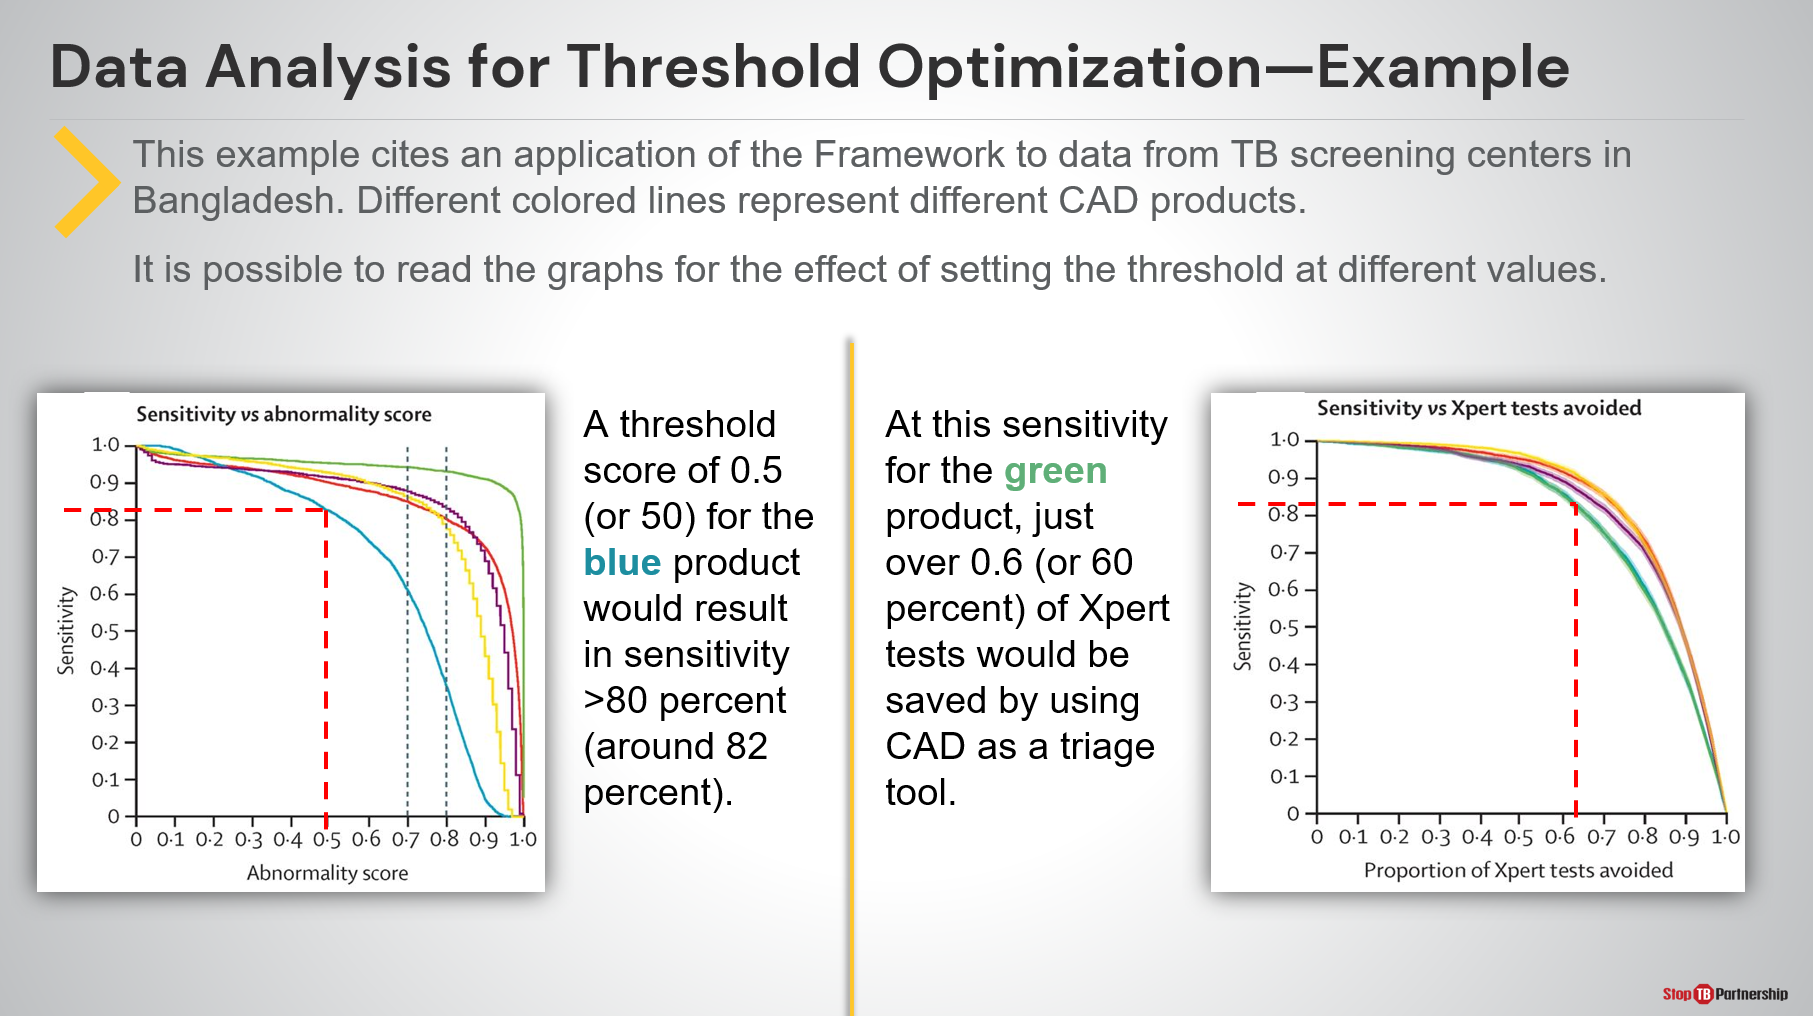 Data Analysis for Threshold Optimization—Example
This example cites an application of the Framework to data from TB screening centers in
Bangladesh. Different colored lines represent different CAD products.
It is possible to read the graphs for the effect of setting the threshold at different values.
Sensitivity vs abnormality score
1·0
0·9
0·8
0·7
0·6
0·5
0·4
0·3
0·2
0·1
0
Sensitivity
0 0·1 0·2 0·3 0·4 0·5 0·6 0·7 0·8 0·9 1·0
Abnormality score
A threshold
score of 0.5
(or 50) for the
blue product
would result
in sensitivity
>80 percent
(around 82
percent).
At this sensitivity
for the green
product, just
over 0.6 (or 60
percent) of Xpert
tests would be
saved by using
CAD as a triage
tool.
Sensitivity vs Xpert tests avoided
1·0
0·9
0·8
0·7
0·6
0·5
0·4
0·3
0·2
0·1
0
Sensitivity
0 0·1 0·2 0·3 0·4 0·5 0·6 0·7 0·8 0·9 1·0
Proportion of Xpert tests avoided
Stop TB Partnership